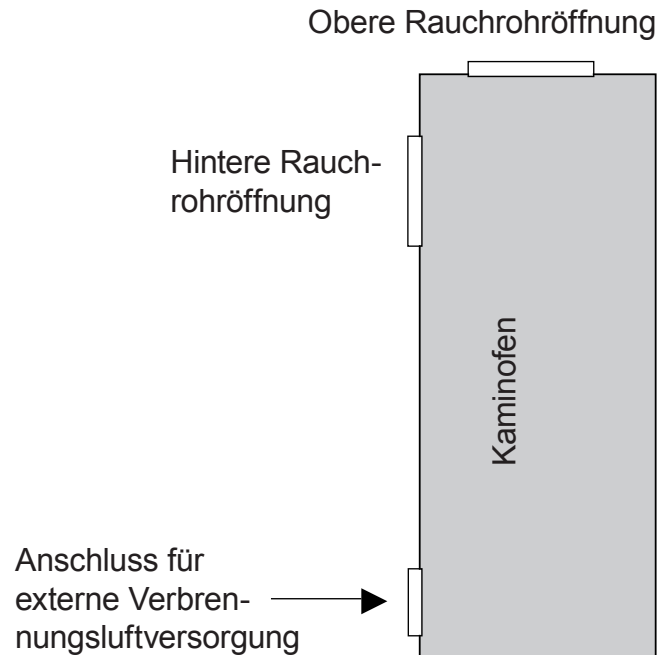 Obere Rauchrohröffnung
Hintere Rauch-
rohröffnung
Kaminofen
Anschluss für
externe Verbren-
nungsluftversorgung